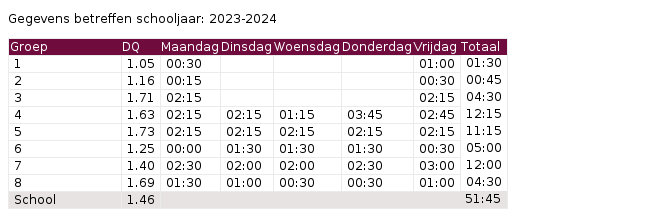 Gegevens betreffen schooljaar: 2023-2024
Groep DQ Maandag Dinsdag Woensdag Donderdag Vrijdag Totaal
1 1.05 00:30 01:00 01:30
2 1.16 00:15 00:30 00:45
3 1.71 02:15 02:15 04:30
4 1.63 02:15 02:15 01:15 03:45 02:45 12:15
5 1.73 02:15 02:15 02:15 02:15 02:15 11:15
6 1.25 00:00 01:30 01:30 01:30 00:30 05:00
7 1.40 02:30 02:00 02:00 02:30 03:00 12:00
8 1.69 01:30 01:00 00:30 00:30 01:00 04:30
School 1.46 51:45